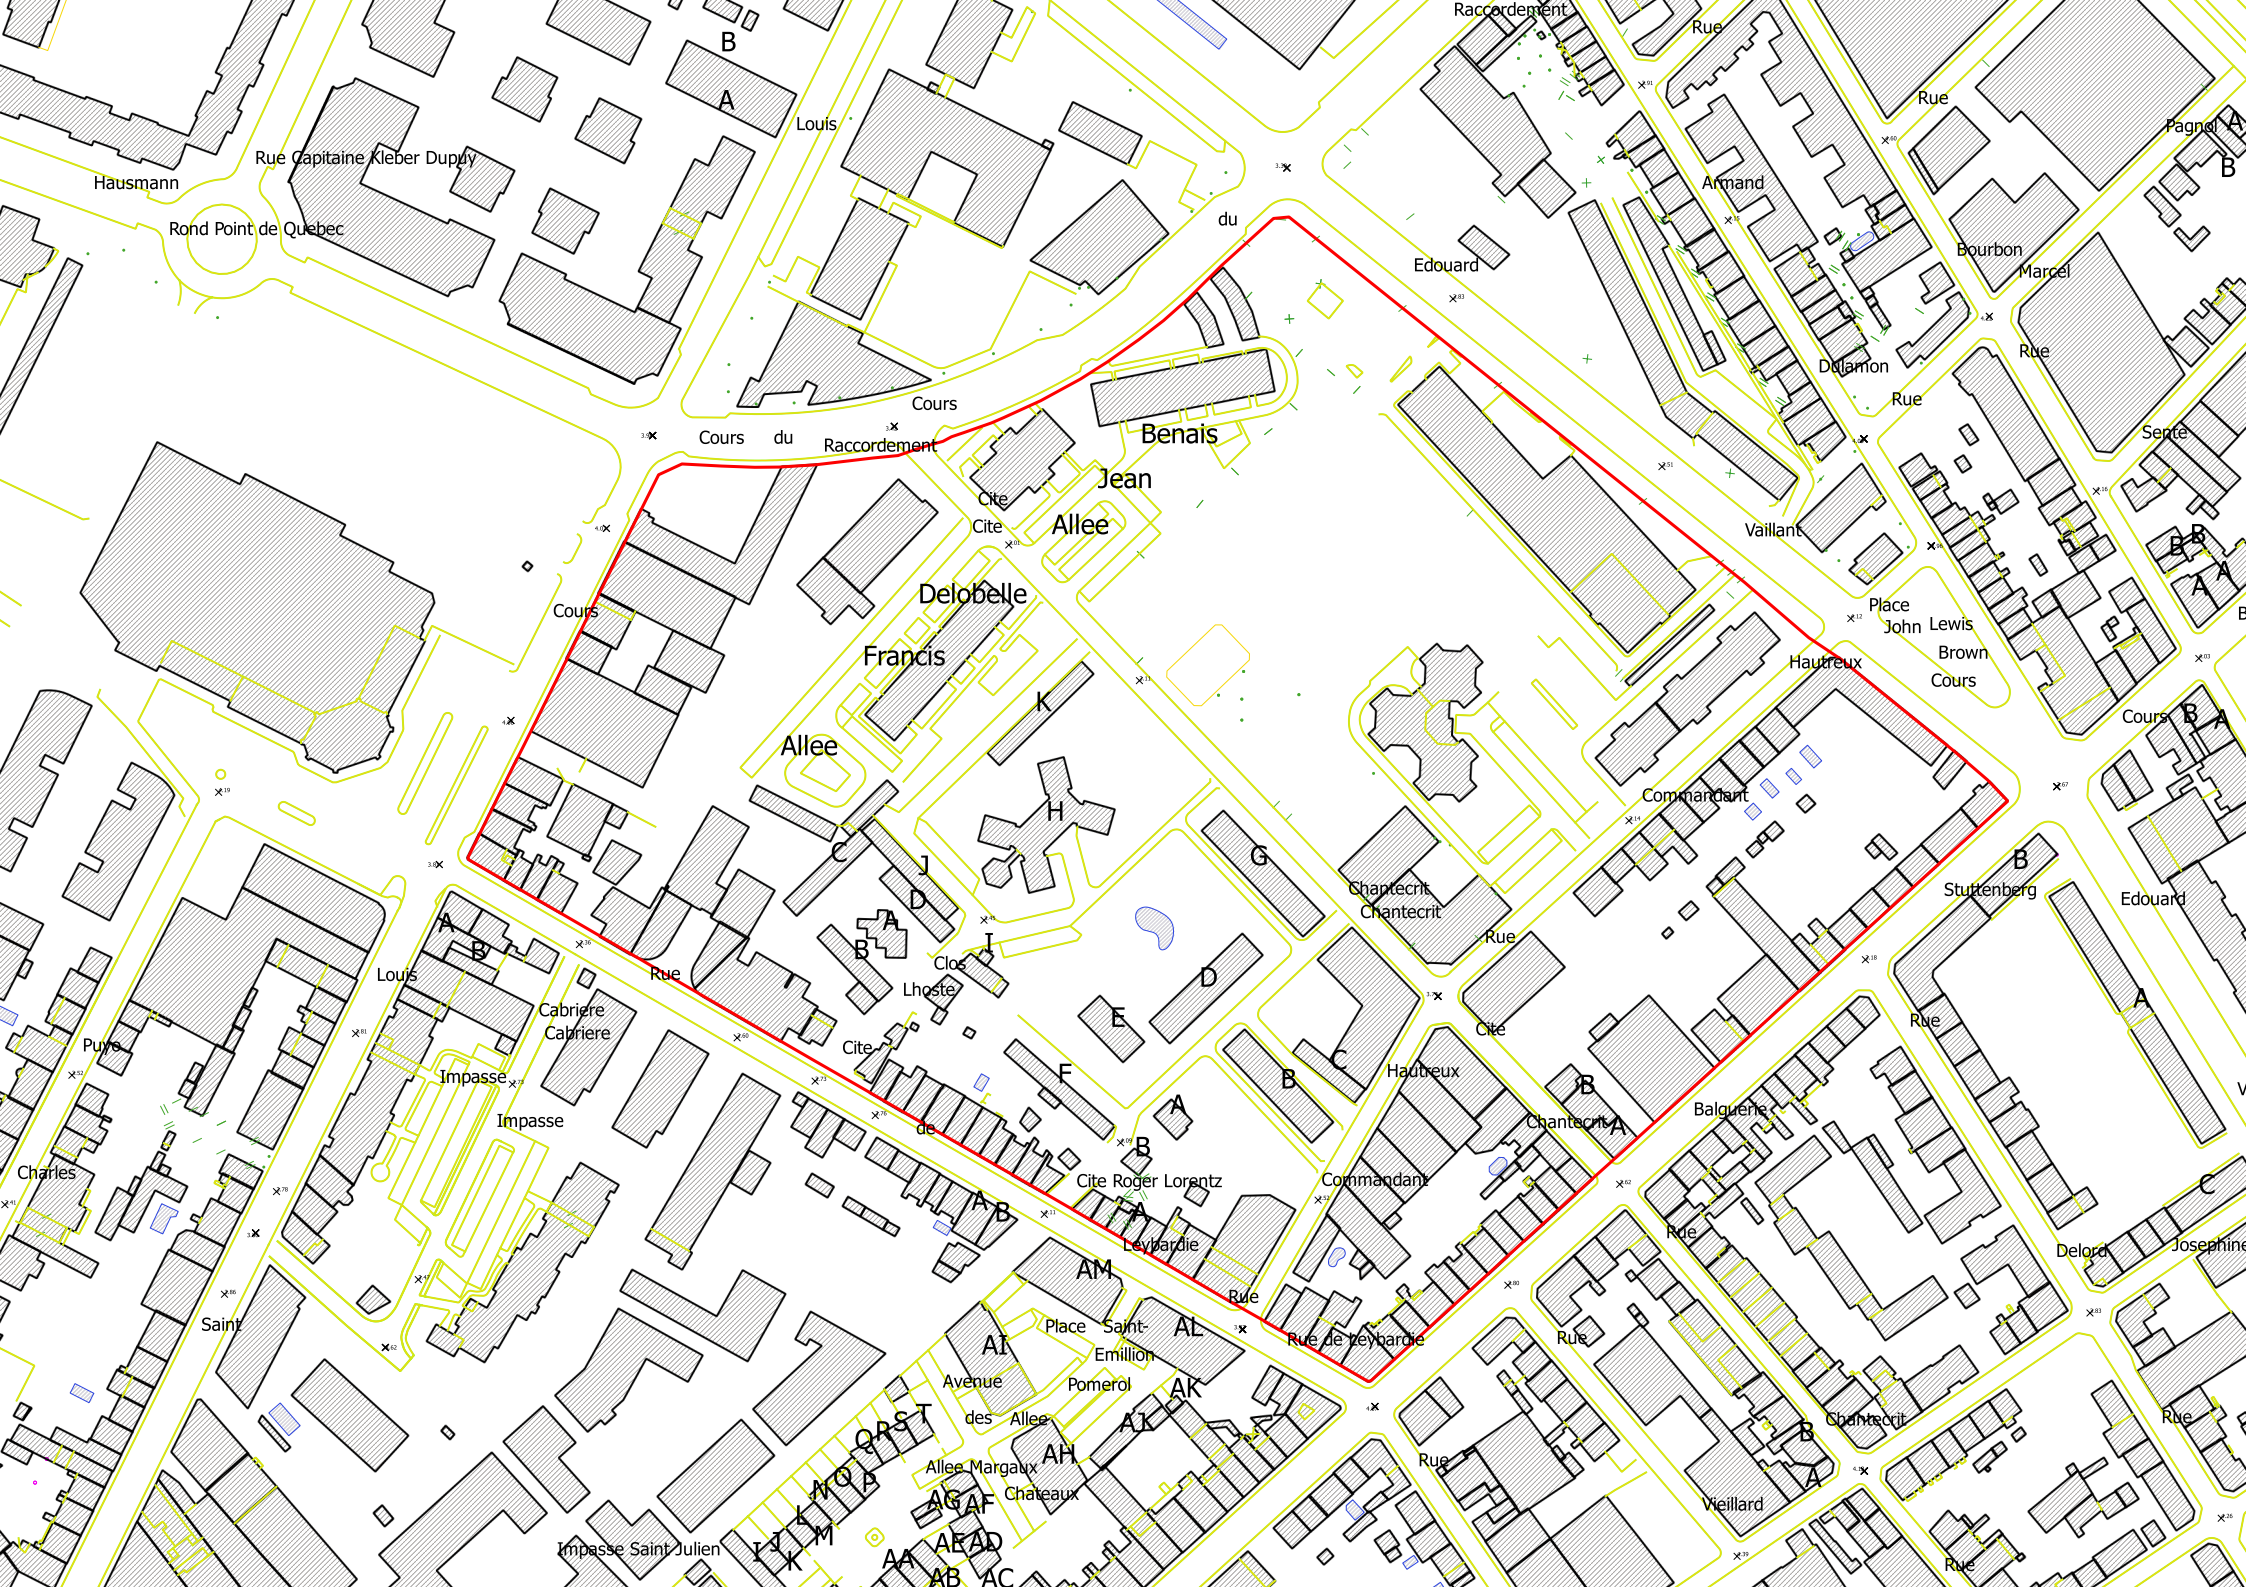 Raccordement
Rue
B
A
Louis
Rue
Pagnol
A
B
Rue Capitaine Kleber Dupuy
Hausmann
Armand
Rond Point de Quebec
du
Edouard
Bourbon
Marcel
Rue
Dulamon
Rue
Cours
Cours du
Raccordement
Benais
Sente
Jean
Cite
Cite
Allee
Vaillant
B
B
A
A
Delobelle
Cours
Place
John Lewis
Brown
Cours
Francis
Hautreux
K
Allee
Cours
B
A
Commandant
H
C
J
G
D
B
Stuttenberg
Chantecrit
Chantecrit
Edouard
A
A
B
B
I
Rue
Rue
Louis
Clos
Lhoste
D
A
Cabriere
Cabriere
E
Cite
Rue
Puyo
Cite
Impasse
F
B
C
Hautreux
B
A
Balguerie
Impasse
de
Chantecrit
A
B
Charles
Cite Roger Lorentz
Commandant
C
A
B
A
Leybardie
Rue
Delord
Josephine
AM
Rue
Saint
Place Saint-
AL
Rue de Leybardie
Rue
AI
Emillion
Avenue
Pomerol
AK
des
Allee
AJ
T
S
R
Q
Chantecrit
Rue
B
AH
Rue
Allee Margaux
A
O
P
N
Chateaux
AG
AF
Vieillard
L
M
Impasse Saint Julien
I
J
K
AE
AD
AA
AB
AC
Rue